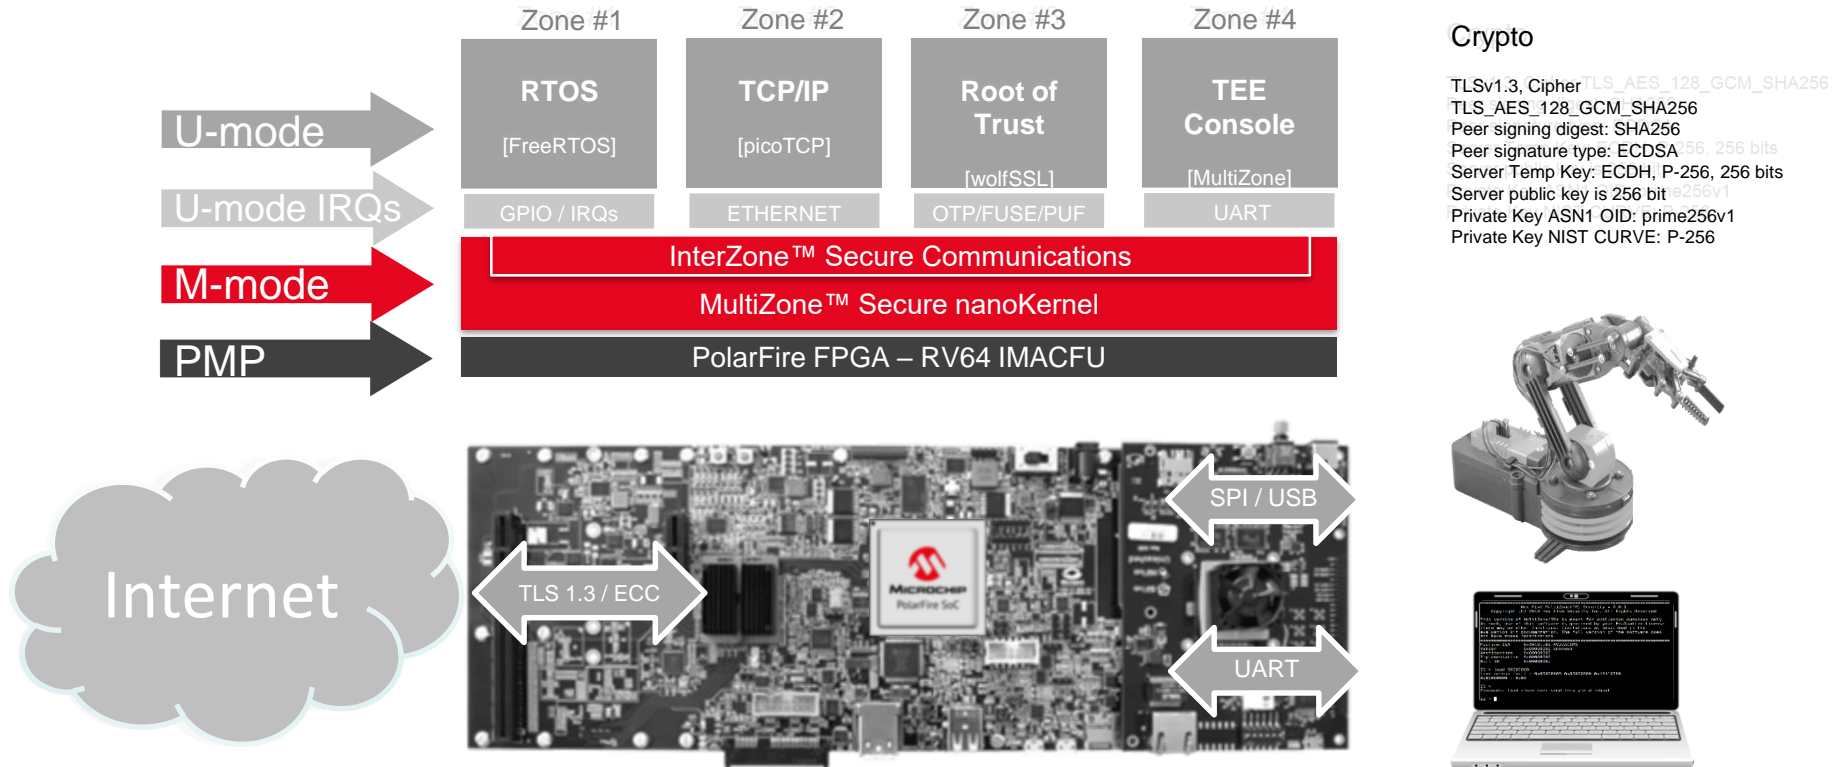 Zone #1
Zone #2
Zone #3
Zone #4
U-mode
RTOS
[FreeRTOS]
TCP/IP
[picoTCP]
Root of
Trust
[wolfSSL]
TEE
Console
[MultiZone]
U-mode IRQs
GPIO / IRQs
ETHERNET
OTP/FUSE/PUF
UART
M-mode
InterZone™ Secure Communications
MultiZone™ Secure nanoKernel
PMP
PolarFire FPGA – RV64 IMACFU
Crypto
TLSv1.3, Cipher
TLS_AES_128_GCM_SHA256
Peer signing digest: SHA256
Peer signature type: ECDSA
Server Temp Key: ECDH, P-256, 256 bits
Server public key is 256 bit
Private Key ASN1 OID: prime256v1
Private Key NIST CURVE: P-256
Internet
TLS 1.3 / ECC
MICROCHIP
PolarFire SoC
SPI / USB
UART